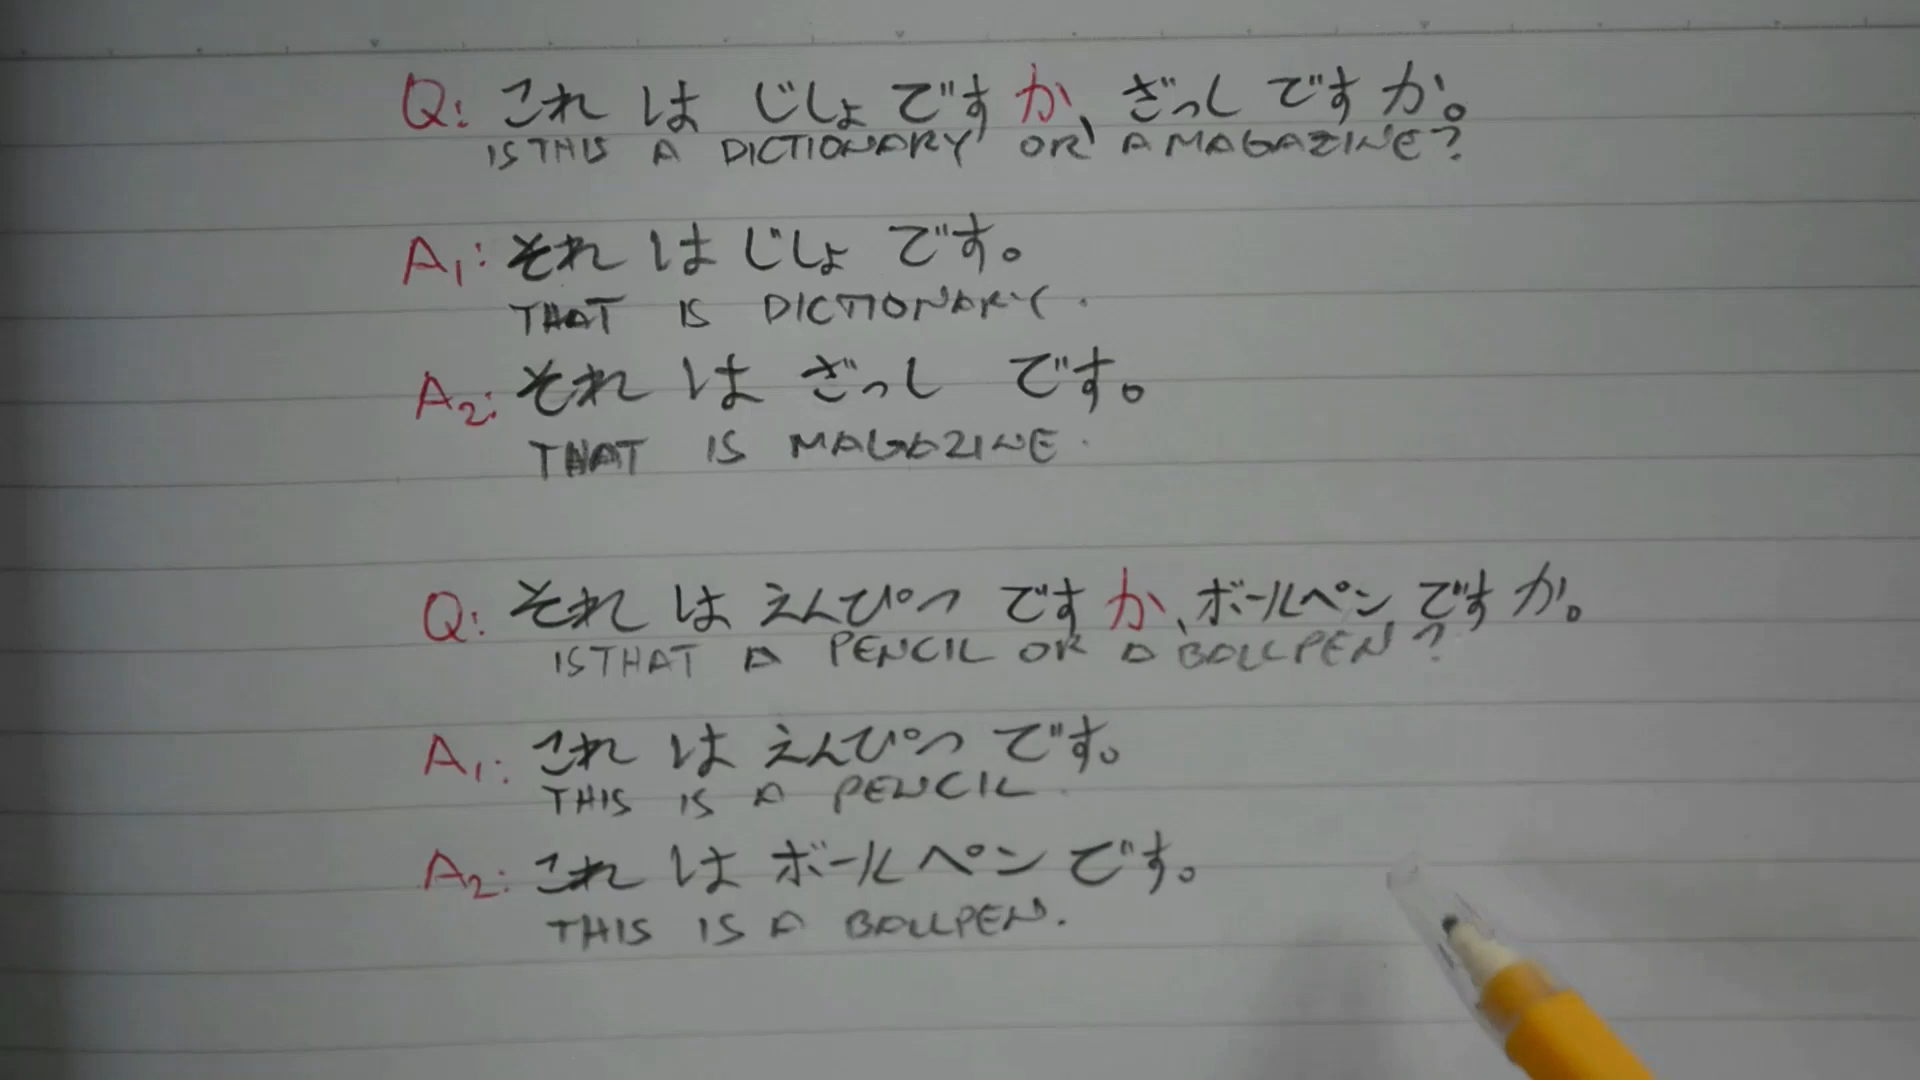 Q: これ は じしょ です か、ざっし です か。
IS THIS A DICTIONARY OR A MAGAZINE?
A1: それ は じしょ です。
THAT IS DICTIONARY.
A2: それ は ざっし です。
THAT IS MAGAZINE.
Q: それ は えんぴつ です か、ボールペン です か。
IS THAT A PENCIL OR A BALLPEN?
A1: これ は えんぴつ です。
THIS IS A PENCIL.
A2: これ は ボールペン です。
THIS IS A BALLPEN.